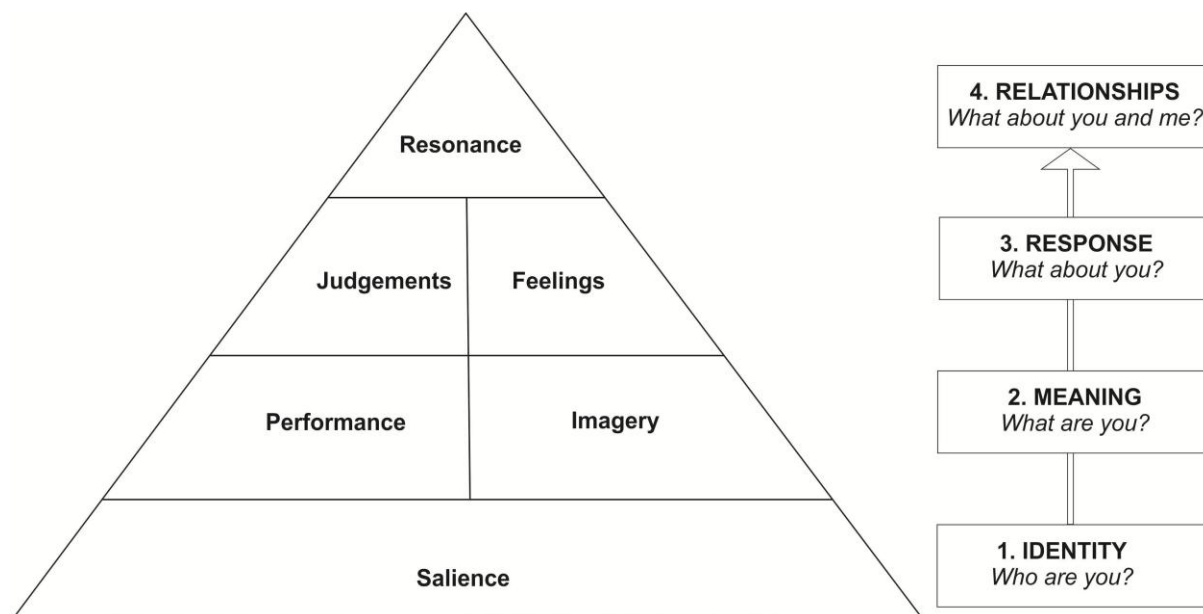 Resonance
Judgements
Feelings
Performance
Imagery
Salience
4. RELATIONSHIPS
What about you and me?
3. RESPONSE
What about you?
2. MEANING
What are you?
1. IDENTITY
Who are you?